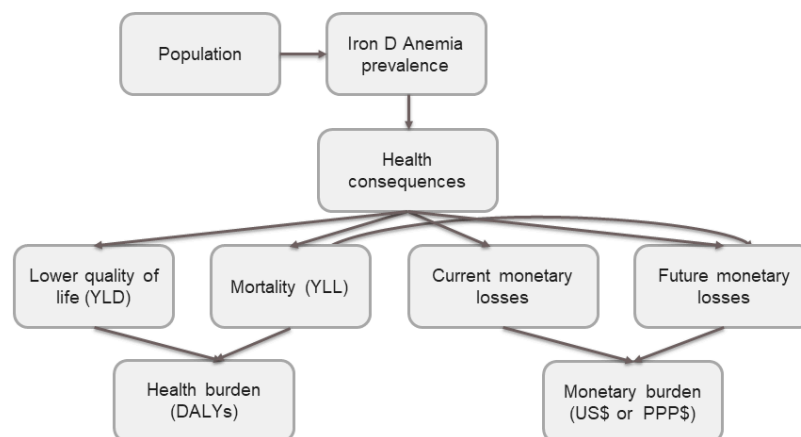 Population
Iron D Anemia
prevalence
Health
consequences
Lower quality of
life (YLD)
Mortality (YLL)
Current monetary
losses
Future monetary
losses
Health burden
(DALYs)
Monetary burden
(US$ or PPP$)